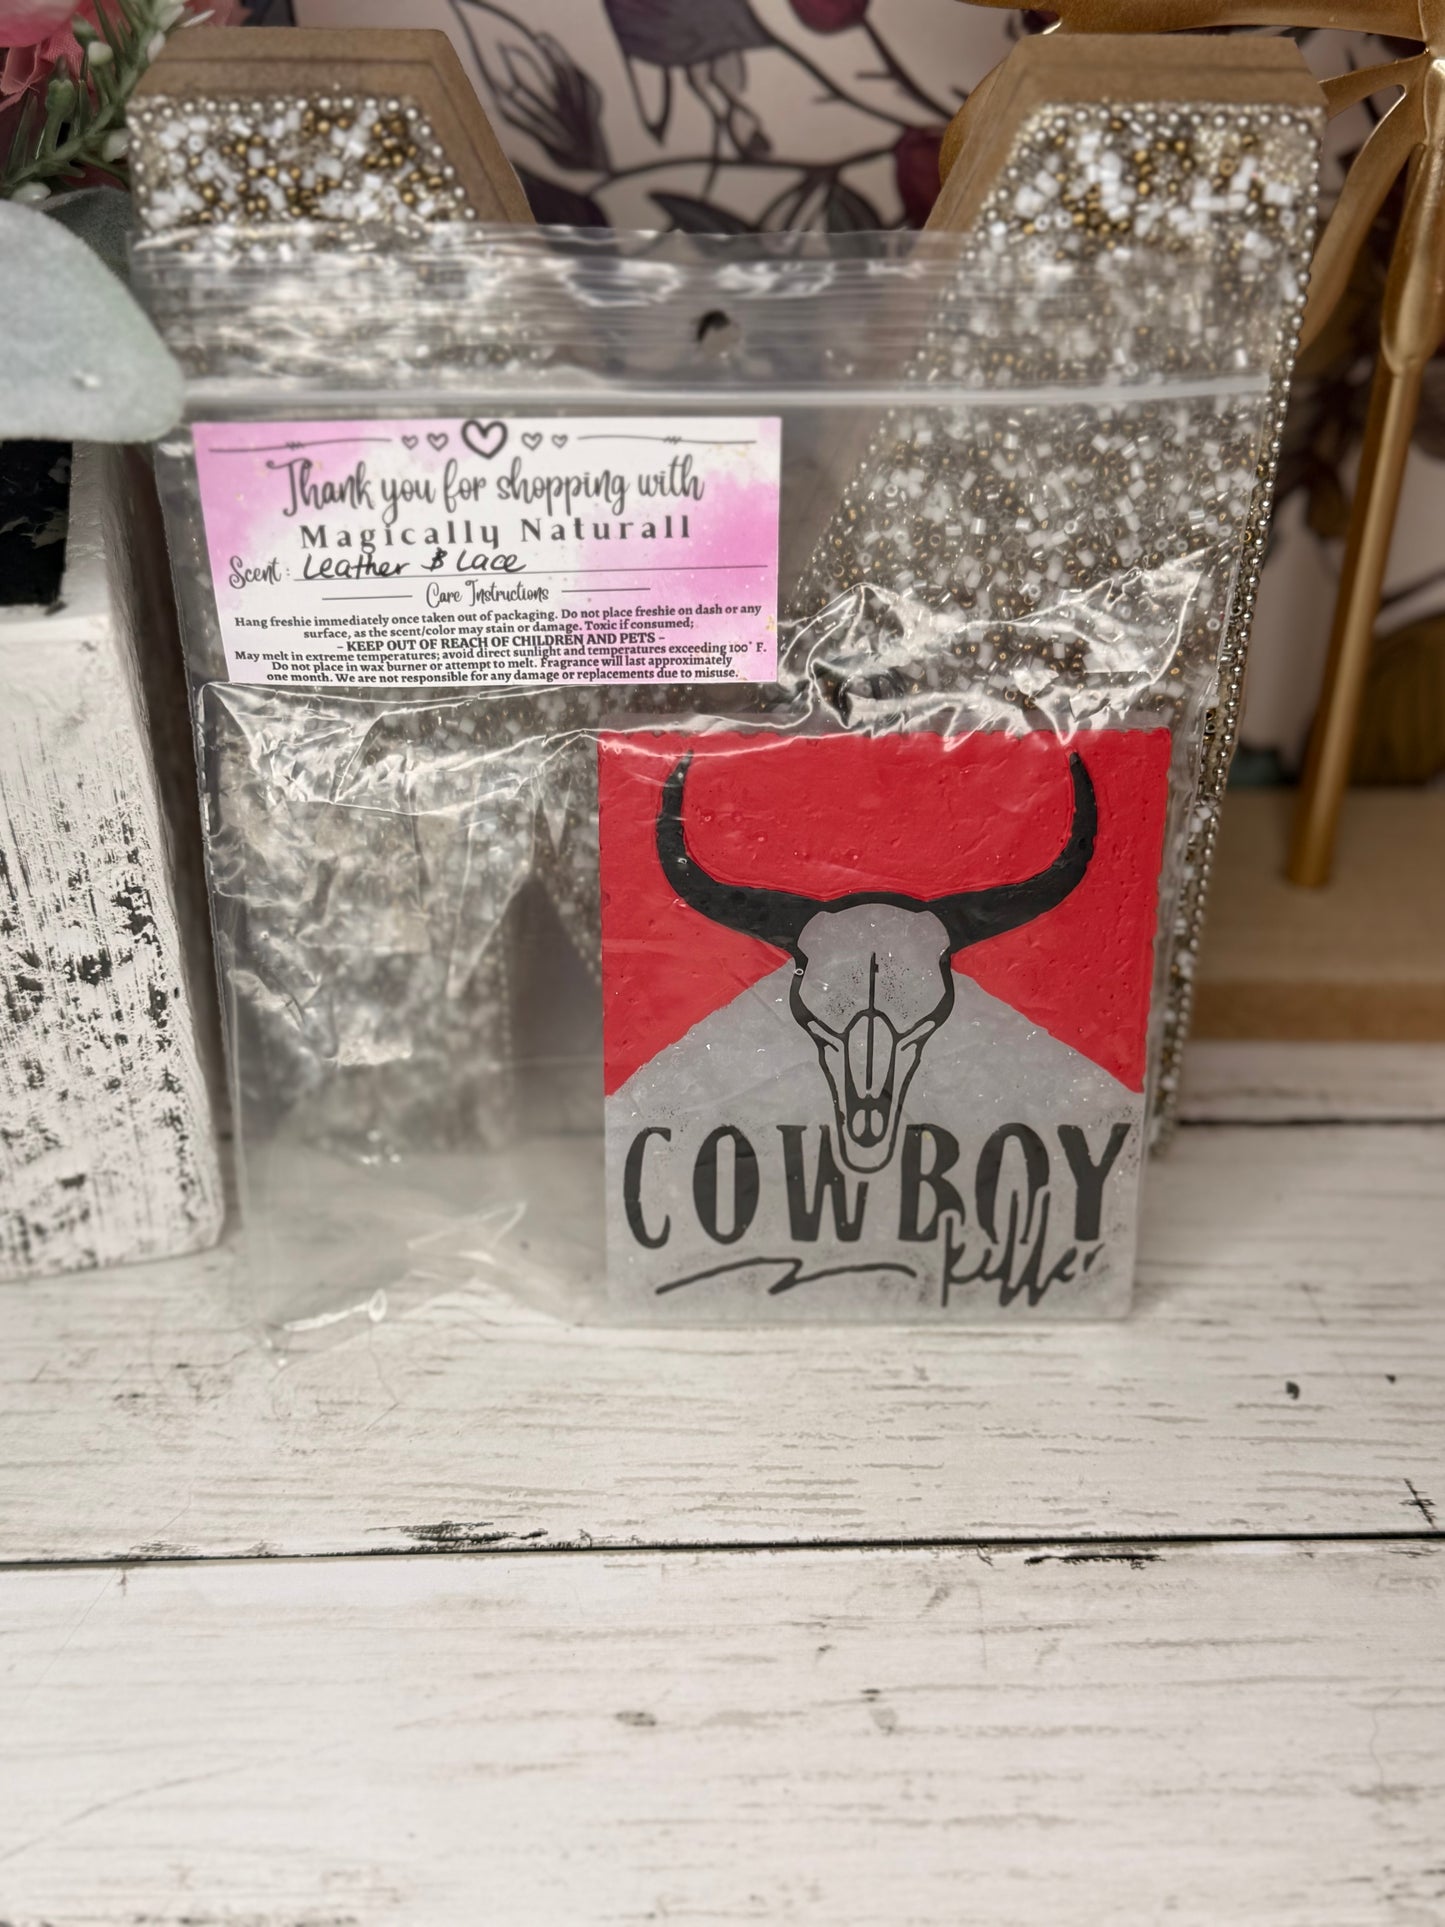 Thank you for shopping with
Magically Naturall
Scent: Leather & Lace
Care Instructions
Hang freshie immediately once taken out of packaging. Do not place freshie on dash or any
surface, as the scent/color may stain or damage. Toxic if consumed;
- KEEP OUT OF REACH OF CHILDREN AND PETS -
May melt in extreme temperatures; avoid direct sunlight and temperatures exceeding 100° F.
Do not place in wax burner or attempt to melt. Fragrance will last approximately
one month. We are not responsible for any damage or replacements due to misuse.
COWBOY
killer